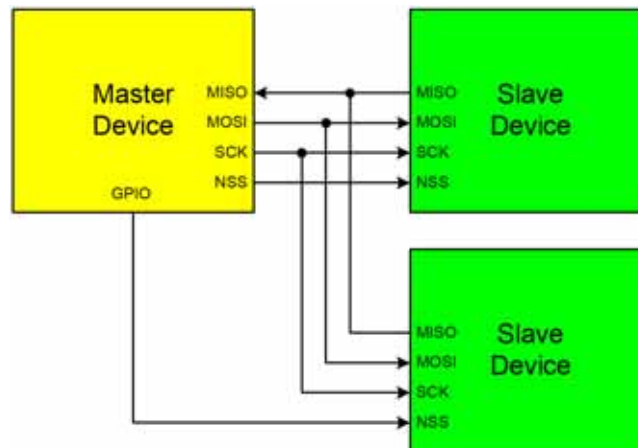 Master
Device
MISO
MOSI
SCK
NSS
GPIO
MISO
MOSI
SCK
NSS
Slave
Device
MISO
MOSI
SCK
NSS
Slave
Device